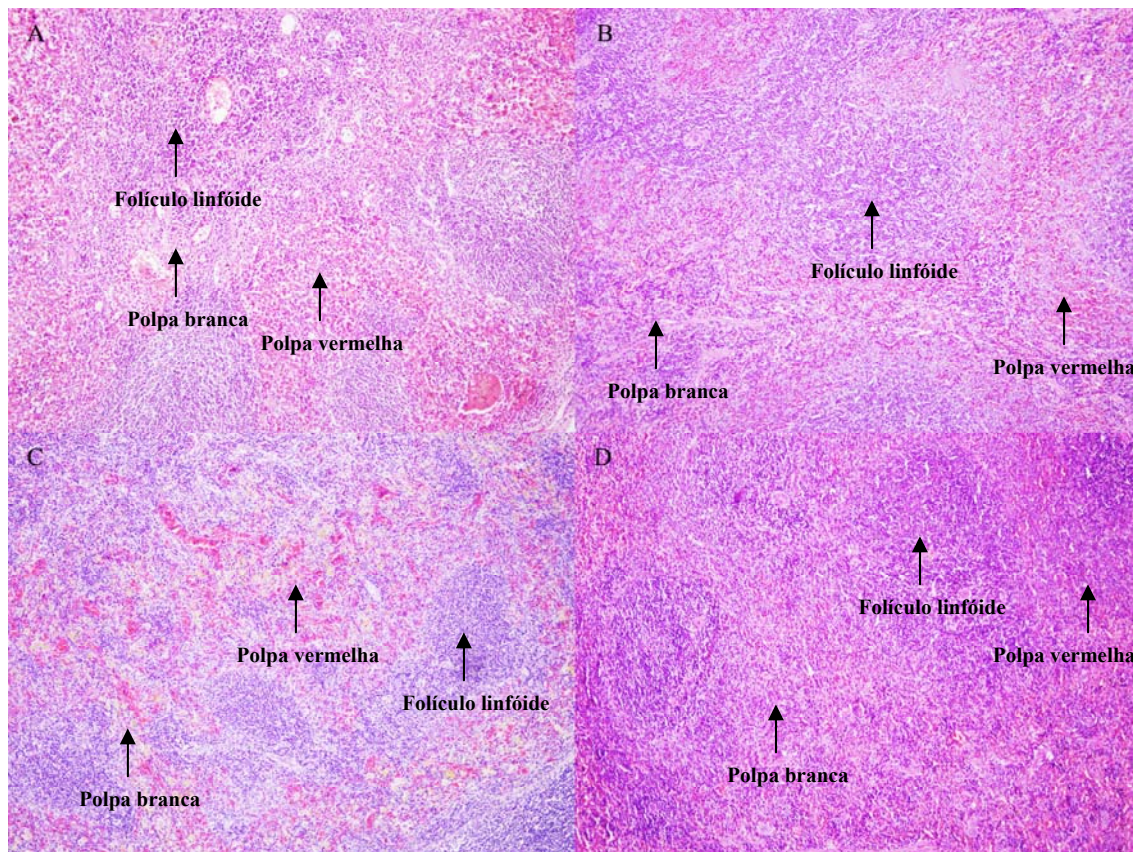 A
Folículo linfóide
Polpa branca
Polpa vermelha
B
Folículo linfóide
Polpa vermelha
Polpa branca
C
Polpa vermelha
Folículo linfóide
Polpa branca
D
Folículo linfóide
Polpa vermelha
Polpa branca